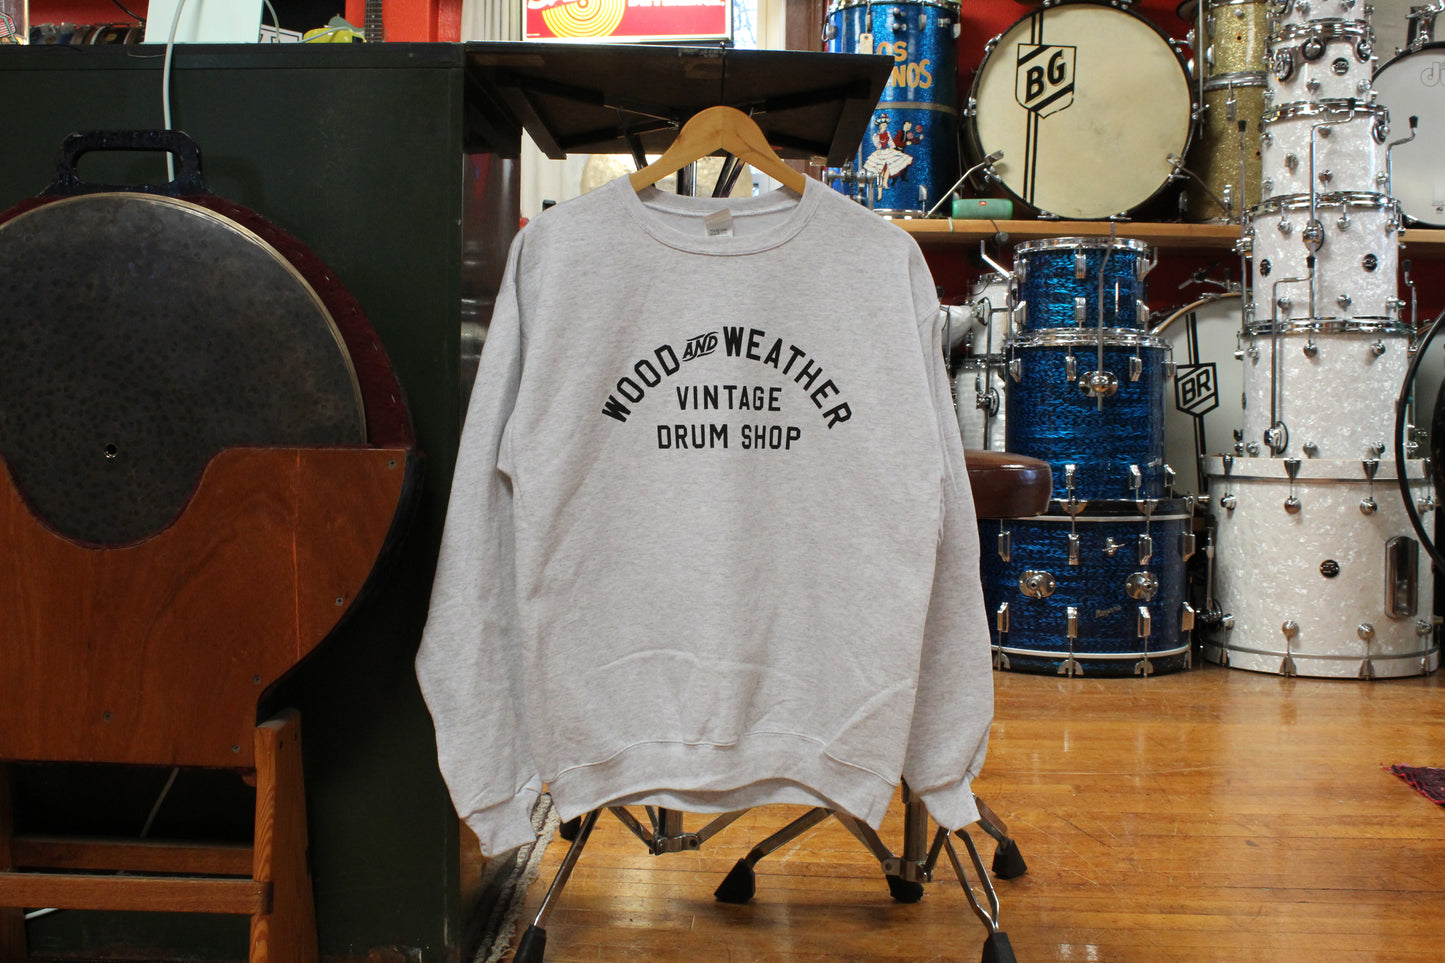 WOOD AND WEATHER
VINTAGE
DRUM SHOP
BG
BR